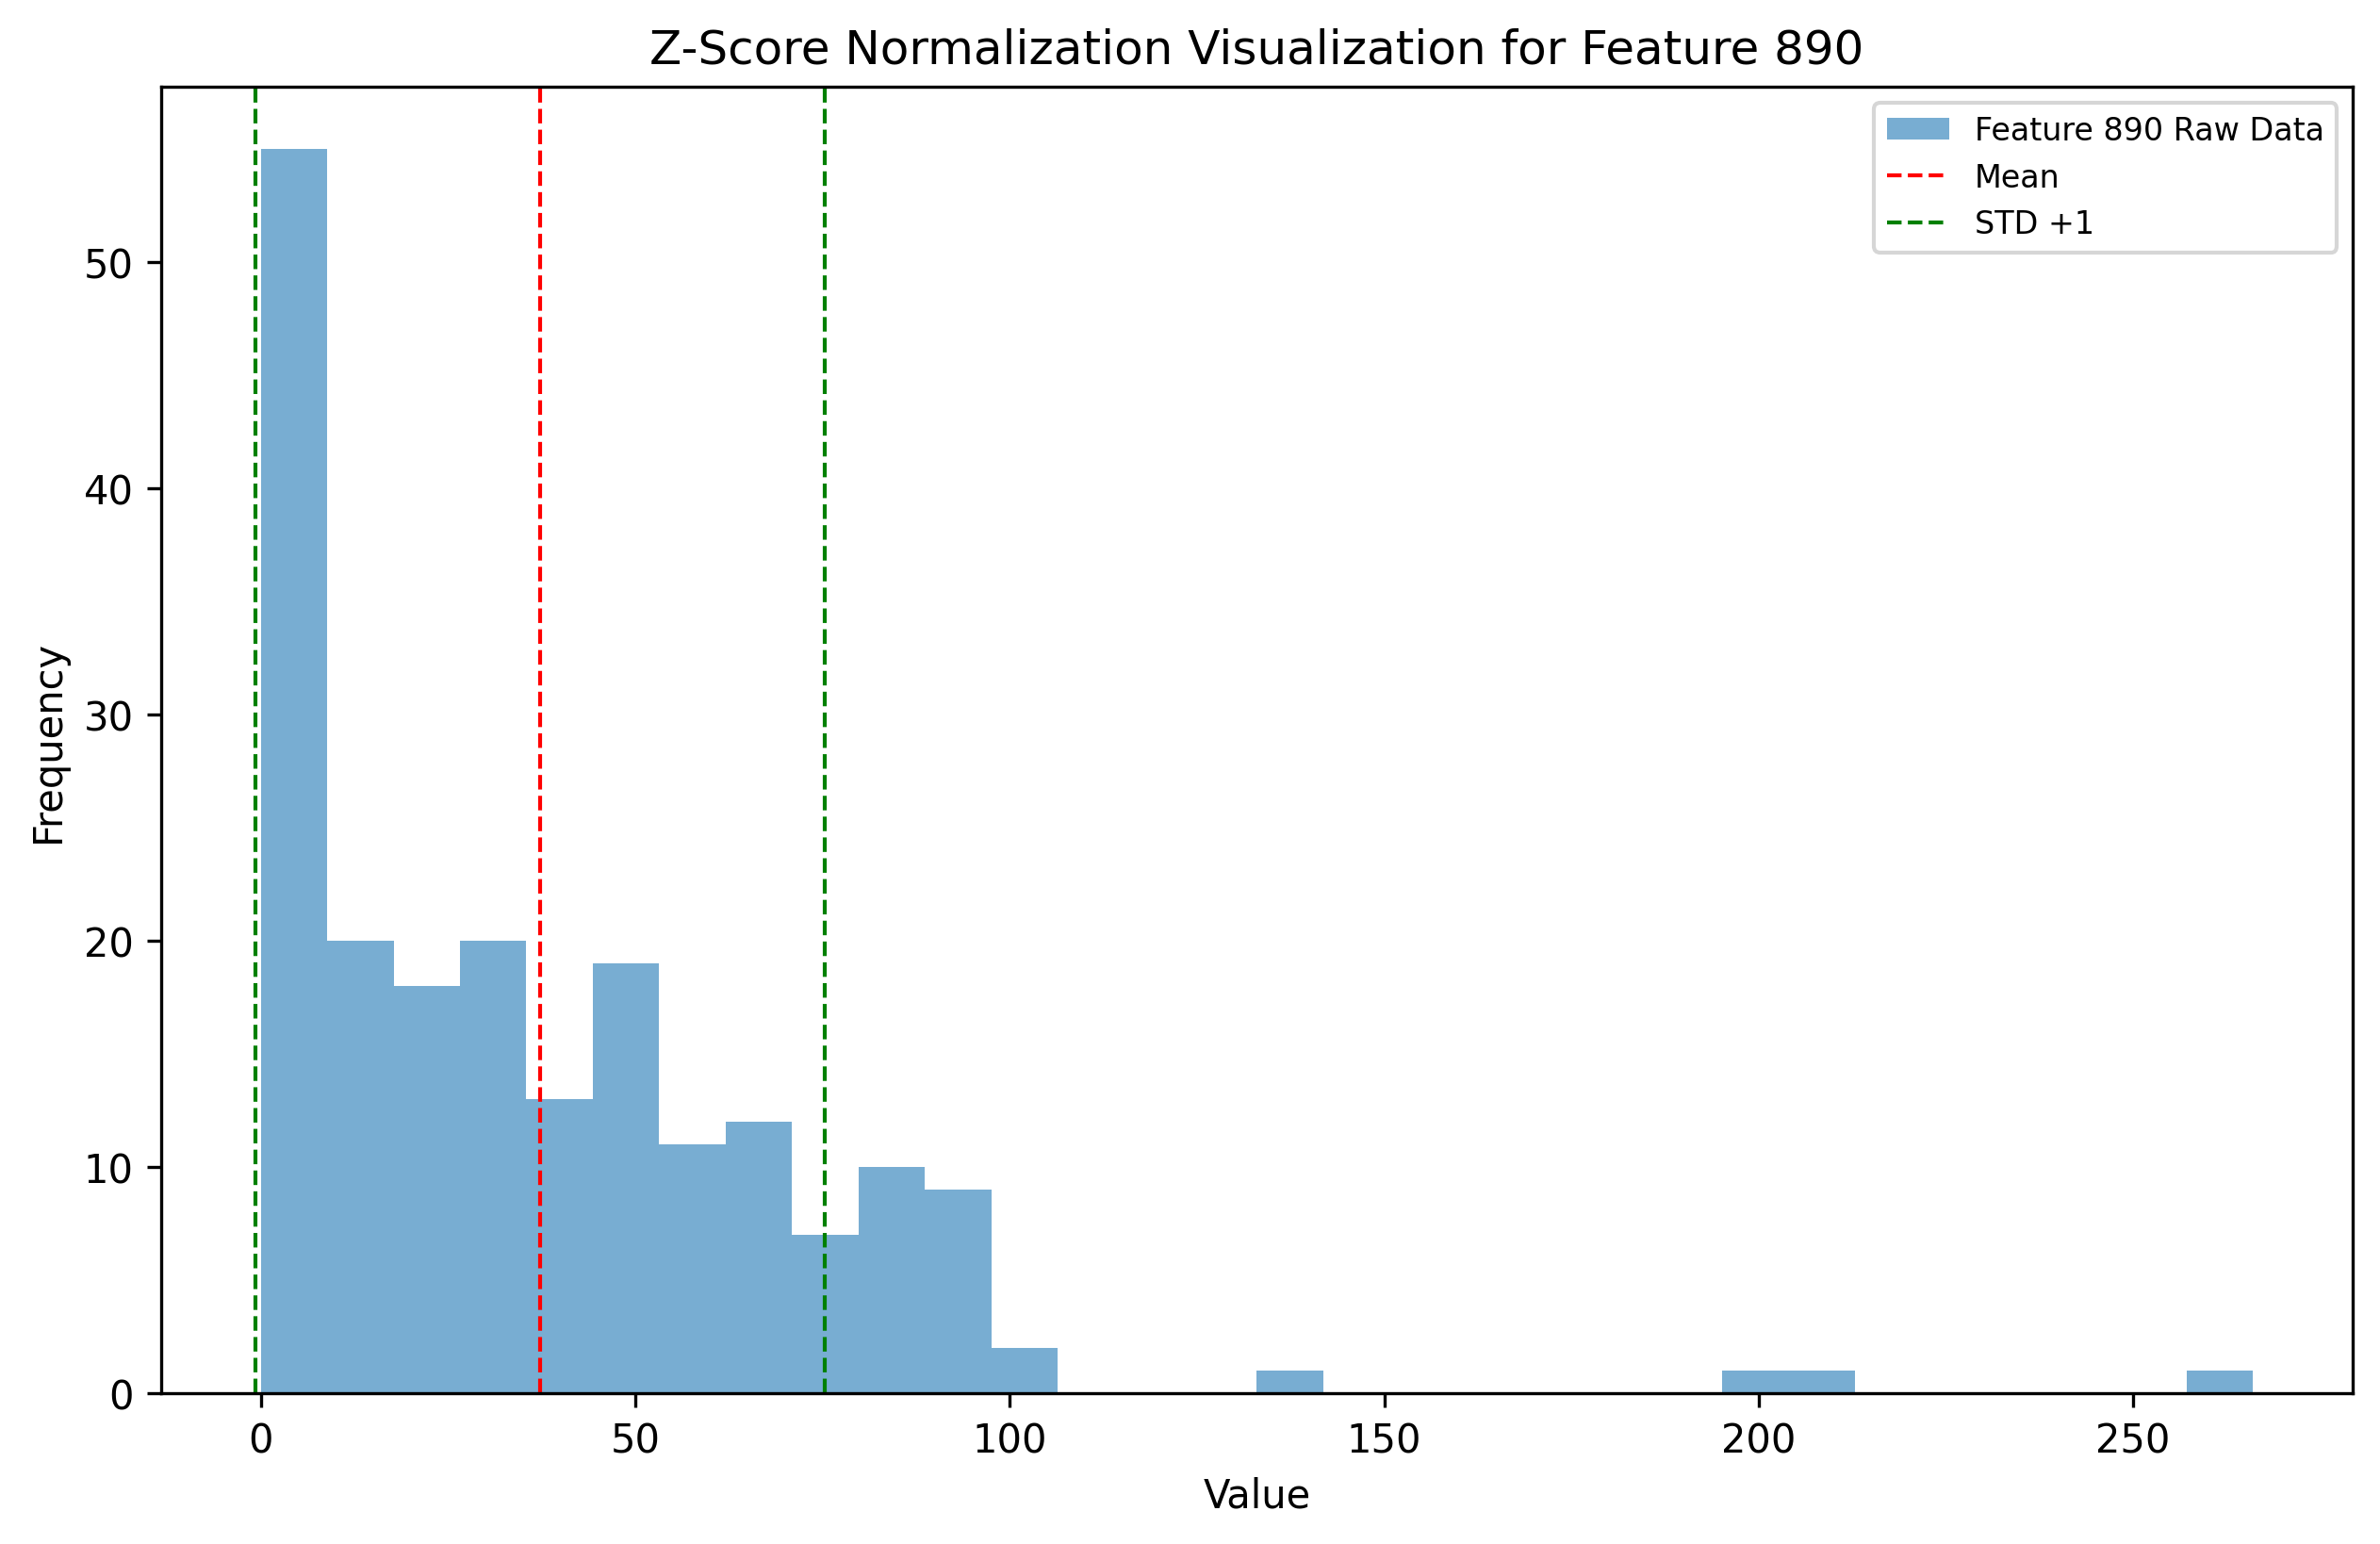 Z-Score Normalization Visualization for Feature 890
Feature 890 Raw Data
Mean
STD +1
Frequency
50
40
30
20
10
0
0 50 100 150 200 250
Value